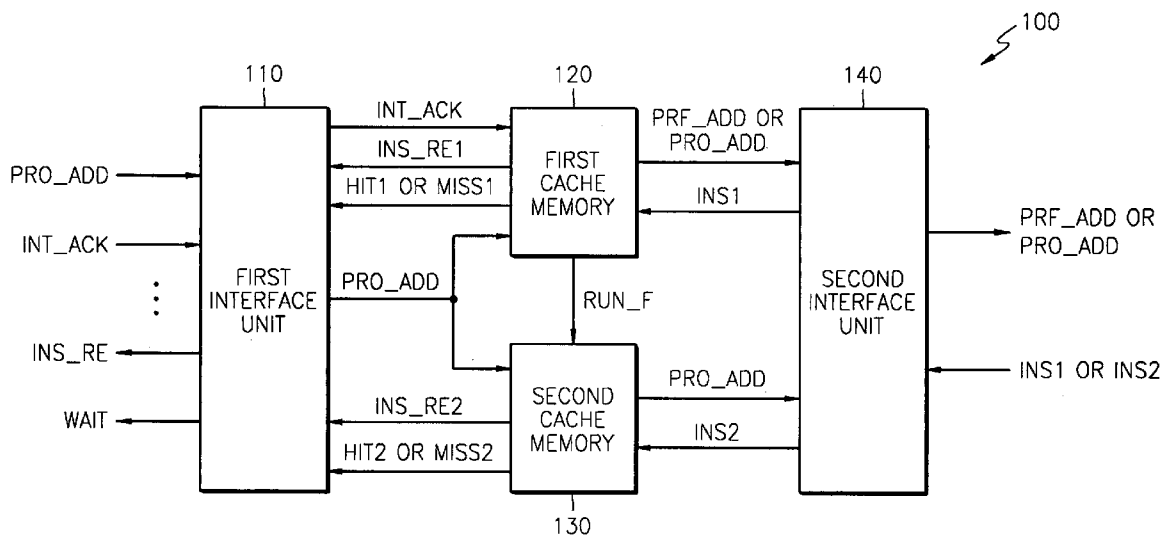 100
110
120
140
INT_ACK
PRF_ADD OR
PRO_ADD
INS_RE1
FIRST
CACHE
MEMORY
HIT1 OR MISS1
INS1
PRO_ADD
INT_ACK
PRF_ADD OR
PRO_ADD
FIRST
INTERFACE
UNIT
PRO_ADD
RUN_F
SECOND
INTERFACE
UNIT
INS_RE
WAIT
INS_RE2
HIT2 OR MISS2
SECOND
CACHE
MEMORY
PRO_ADD
INS2
INS1 OR INS2
130